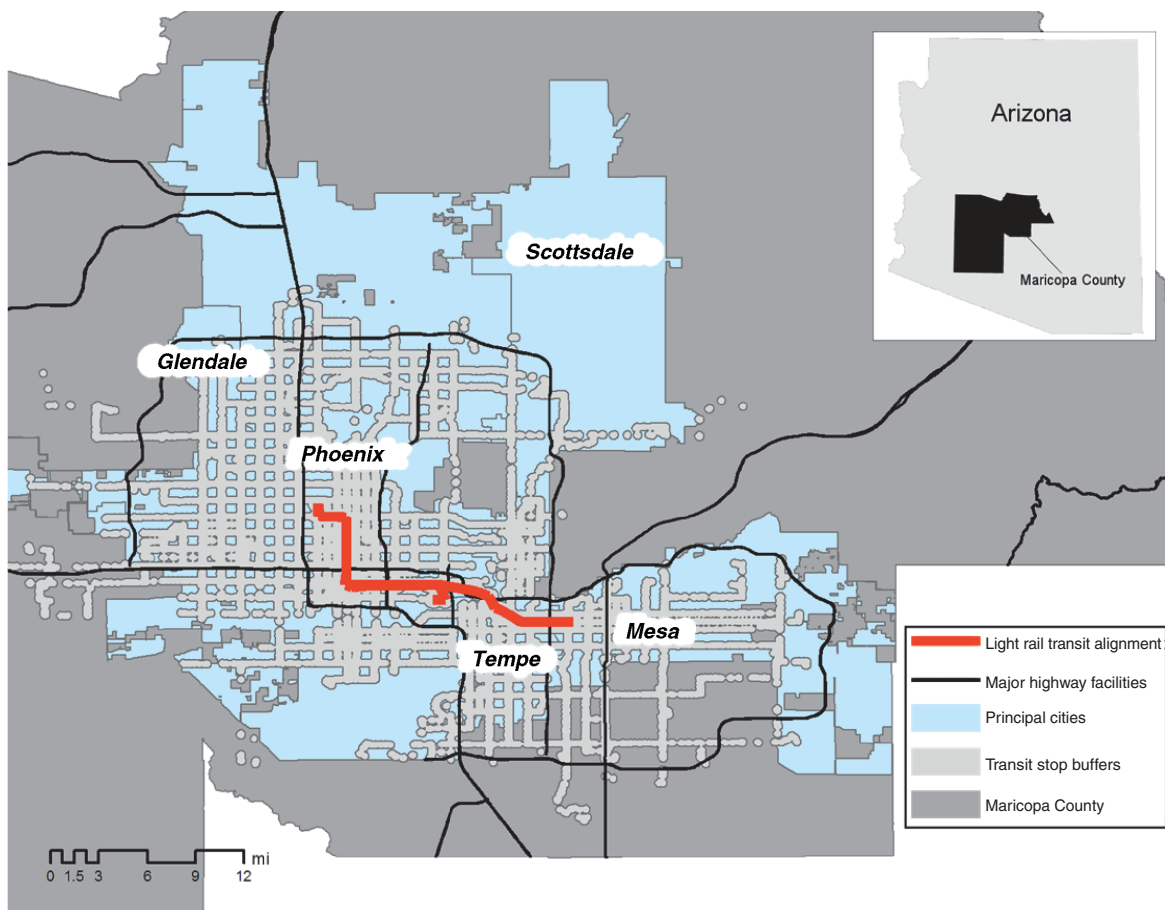 Arizona
Maricopa County
Scottsdale
Glendale
Phoenix
Mesa
Tempe
Light rail transit alignment
Major highway facilities
Principal cities
Transit stop buffers
Maricopa County
mi
0 1.5 3 6 9 12